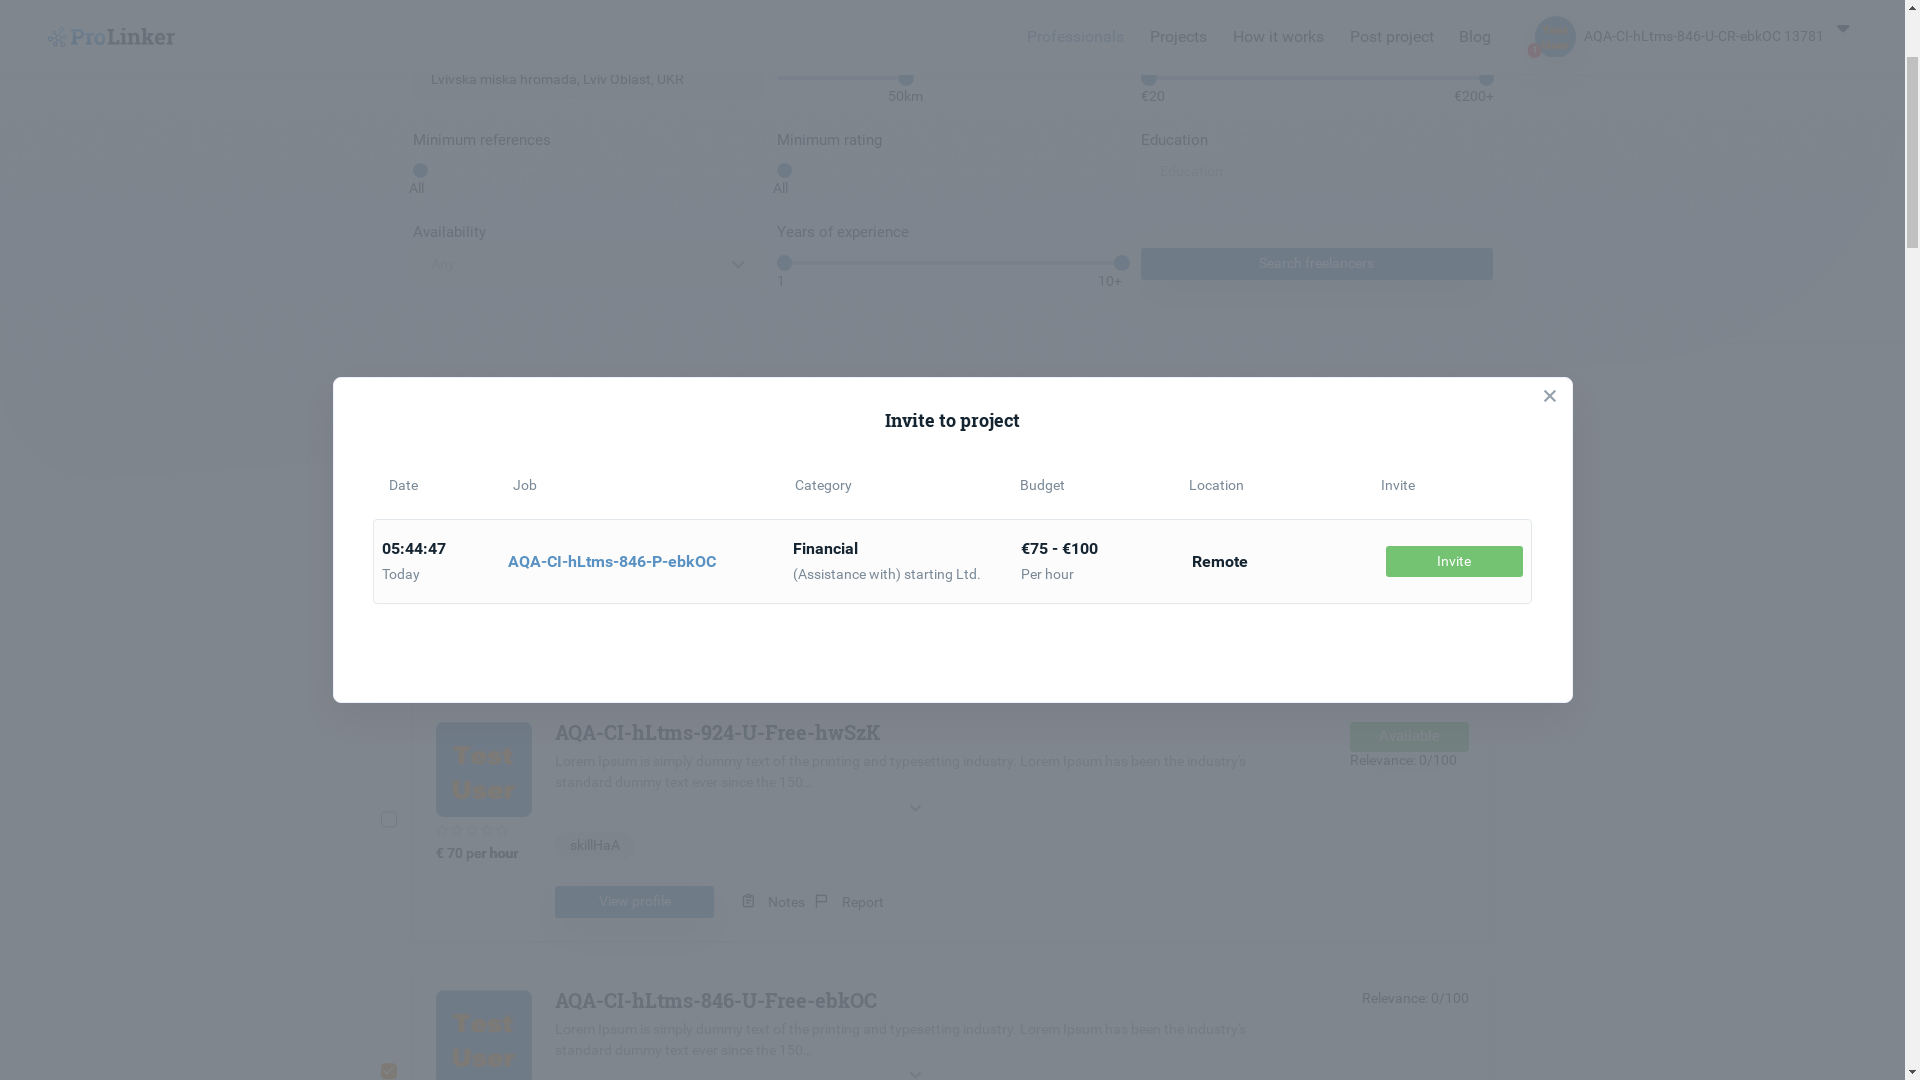 ProLinker
Professionals Projects How it works Post project Blog
1
AQA-CI-hLtms-846-U-CR-ebkOC 13781
Lvivska miska hromada, Lviv Oblast, UKR
50km
€20 €200+
Minimum references Minimum rating Education
Education
All All
Availability Years of experience
Any
Search freelancers
1 10+
Invite to project
Date Job Category Budget Location Invite
05:44:47
Today
AQA-CI-hLtms-846-P-ebkOC
Financial
(Assistance with) starting Ltd.
€75 - €100
Per hour
Remote
Invite
Test
User
AQA-CI-hLtms-924-U-Free-hwSzK
Available
Lorem Ipsum is simply dummy text of the printing and typesetting industry. Lorem Ipsum has been the industry's
standard dummy text ever since the 150...
Relevance: 0/100
€ 70 per hour
skillHaA
View profile Notes Report
Test
User
AQA-CI-hLtms-846-U-Free-ebkOC
Relevance: 0/100
Lorem Ipsum is simply dummy text of the printing and typesetting industry. Lorem Ipsum has been the industry's
standard dummy text ever since the 150...